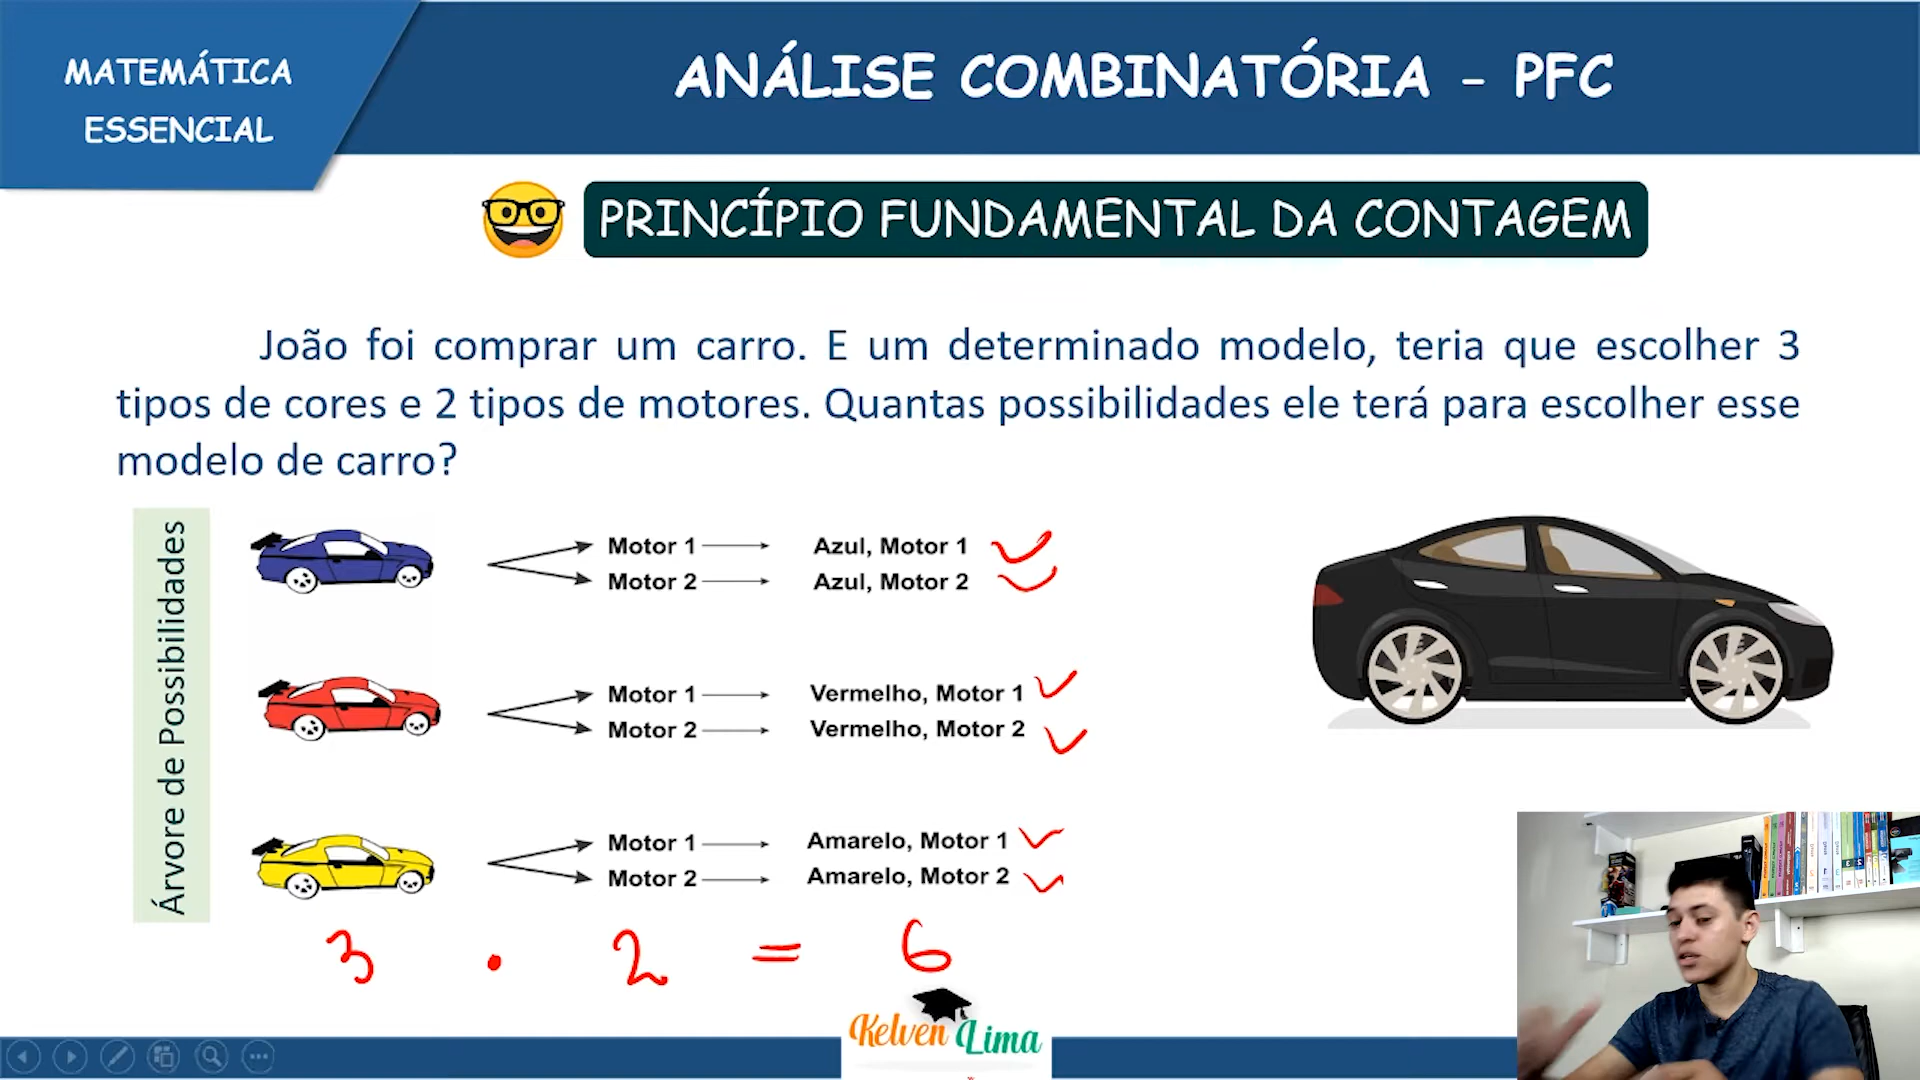 MATEMÁTICA
ESSENCIAL
ANÁLISE COMBINATÓRIA - PFC
PRINCÍPIO FUNDAMENTAL DA CONTAGEM
João foi comprar um carro. E um determinado modelo, teria que escolher 3
tipos de cores e 2 tipos de motores. Quantas possibilidades ele terá para escolher esse
modelo de carro?
Árvore de Possibilidades
Motor 1 Azul, Motor 1
Motor 2 Azul, Motor 2
Motor 1 Vermelho, Motor 1
Motor 2 Vermelho, Motor 2
Motor 1 Amarelo, Motor 1
Motor 2 Amarelo, Motor 2
3 · 2 = 6
Kelven Lima